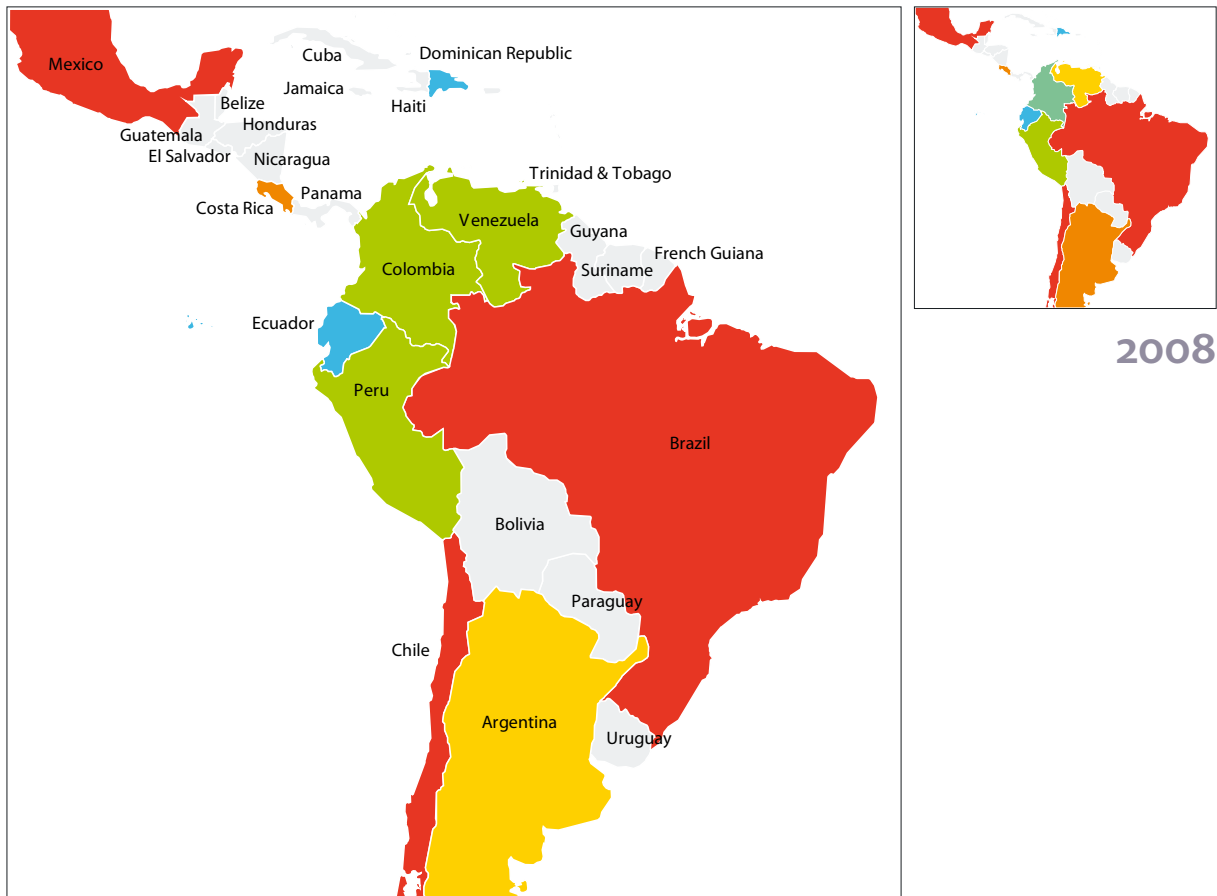 Mexico
Cuba
Dominican Republic
Jamaica
Haiti
Belize
Guatemala
Honduras
El Salvador
Nicaragua
Trinidad & Tobago
Panama
Costa Rica
Venezuela
Guyana
French Guiana
Colombia
Suriname
Ecuador
Peru
Brazil
Bolivia
Paraguay
Chile
Argentina
Uruguay
2008